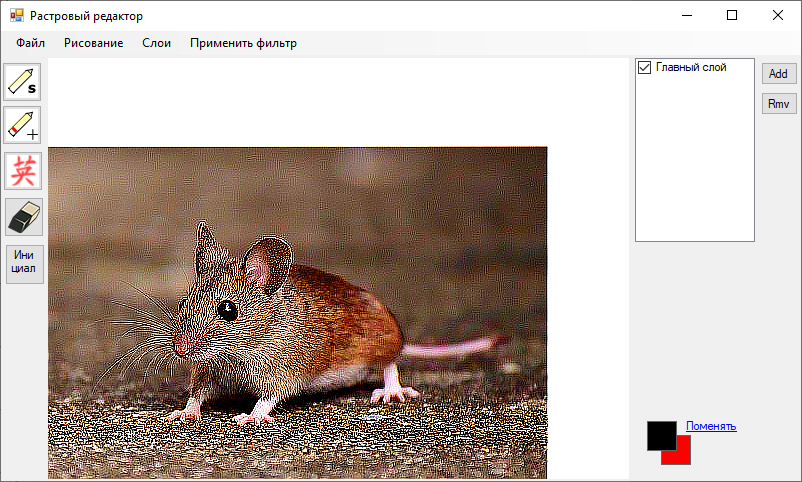 Растровый редактор
Файл Рисование Слои Применить фильтр
s
英
Ини
циал
Главный слой
Add
Rmv
Поменять